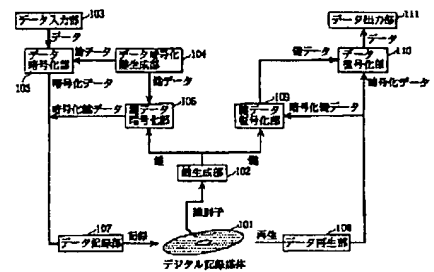 データ入力部
103
データ
データ
暗号化部
105
鍵データ
データ暗号化
鍵生成部
104
鍵データ
暗号化データ
暗号化鍵データ
鍵データ
暗号化部
106
鍵
鍵生成部
102
識別子
107
データ記録部
記録
101
デジタル記録媒体
データ出力部
111
データ
データ
復号化部
110
鍵データ
暗号化データ
鍵データ
復号化部
109
暗号化鍵データ
鍵
再生
データ再生部
108